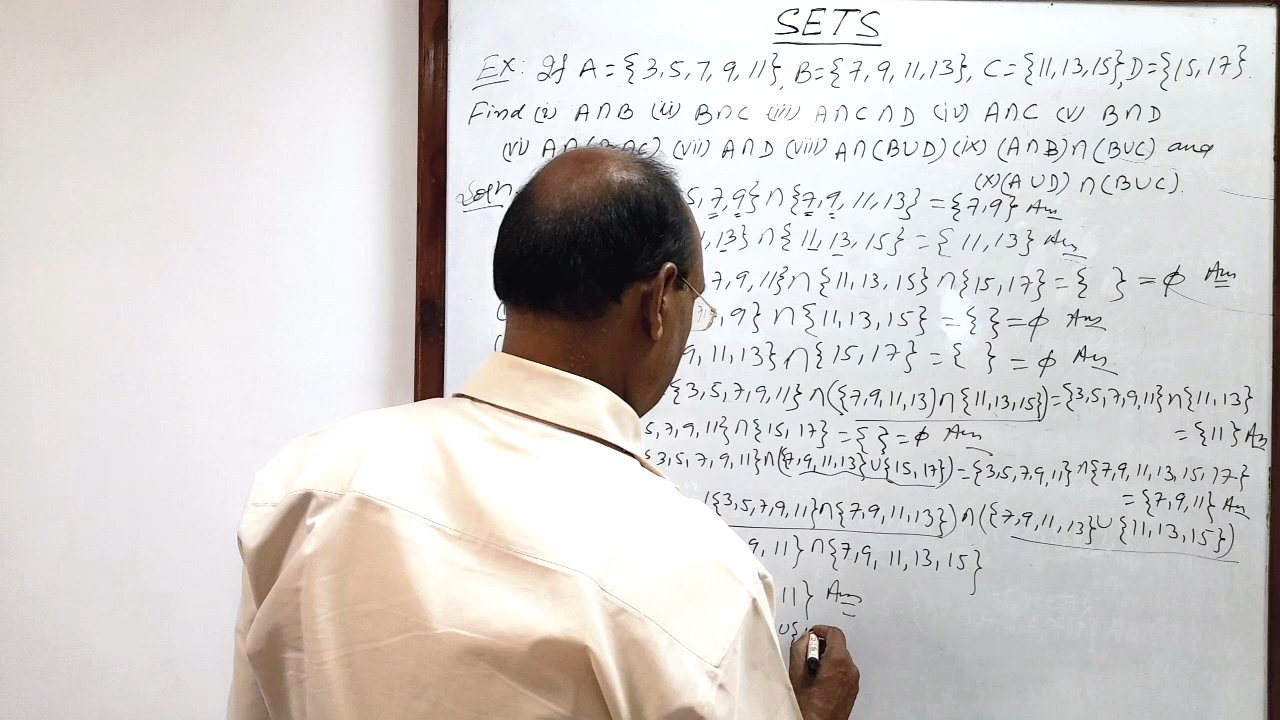 SETS
Ex: If A = {3, 5, 7, 9, 11}, B = {7, 9, 11, 13}, C = {11, 13, 15}, D = {15, 17}.
Find (i) A∩B (ii) B∩C (iii) A∩C∩D (iv) A∩C (v) B∩D
(vi) A∩(B∩C) (vii) A∩D (viii) A∩(B∪D) (ix) (A∩B)∩(B∪C) and
(x) (A∪D)∩(B∪C).
Soln 5, 7, 9} ∩ {7, 9, 11, 13} = {7, 9} Ans
, 13} ∩ {11, 13, 15} = {11, 13} Ans
7, 9, 11} ∩ {11, 13, 15} ∩ {15, 17} = { } = ϕ Ans
, 9} ∩ {11, 13, 15} = { } = ϕ Ans
9, 11, 13} ∩ {15, 17} = { } = ϕ Ans
= {3, 5, 7, 9, 11} ∩ ({7, 9, 11, 13) ∩ {11, 13, 15}) = {3, 5, 7, 9, 11} ∩ {11, 13}
= {11} Ans
5, 7, 9, 11} ∩ {15, 17} = { } = ϕ Ans
{3, 5, 7, 9, 11} ∩ ({7, 9, 11, 13} ∪ {15, 17}) = {3, 5, 7, 9, 11} ∩ {7, 9, 11, 13, 15, 17}
= {7, 9, 11} Ans
({3, 5, 7, 9, 11} ∩ {7, 9, 11, 13}) ∩ ({7, 9, 11, 13} ∪ {11, 13, 15})
9, 11} ∩ {7, 9, 11, 13, 15}
11} Ans
∪ {